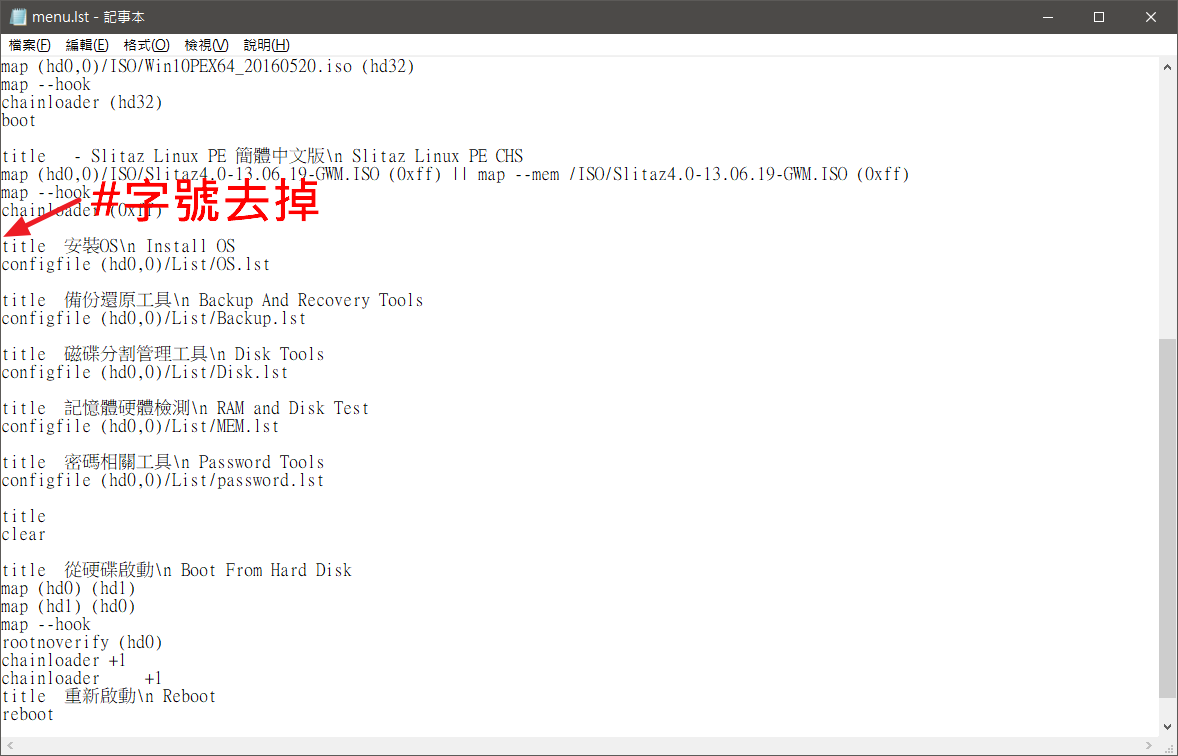 menu.lst - 記事本
檔案(F) 編輯(E) 格式(O) 檢視(V) 說明(H)
map (hd0,0)/ISO/Win10PEX64_20160520.iso (hd32)
map --hook
chainloader (hd32)
boot
title   - Slitaz Linux PE 簡體中文版\n Slitaz Linux PE CHS
map (hd0,0)/ISO/Slitaz4.0-13.06.19-GWM.ISO (0xff) || map --mem /ISO/Slitaz4.0-13.06.19-GWM.ISO (0xff)
map --hook
#字號去掉
chainloader (0xff)
title  安裝OS\n Install OS
configfile (hd0,0)/List/OS.lst
title  備份還原工具\n Backup And Recovery Tools
configfile (hd0,0)/List/Backup.lst
title  磁碟分割管理工具\n Disk Tools
configfile (hd0,0)/List/Disk.lst
title  記憶體硬體檢測\n RAM and Disk Test
configfile (hd0,0)/List/MEM.lst
title  密碼相關工具\n Password Tools
configfile (hd0,0)/List/password.lst
title
clear
title  從硬碟啟動\n Boot From Hard Disk
map (hd0) (hd1)
map (hd1) (hd0)
map --hook
rootnoverify (hd0)
chainloader +1
chainloader     +1
title  重新啟動\n Reboot
reboot